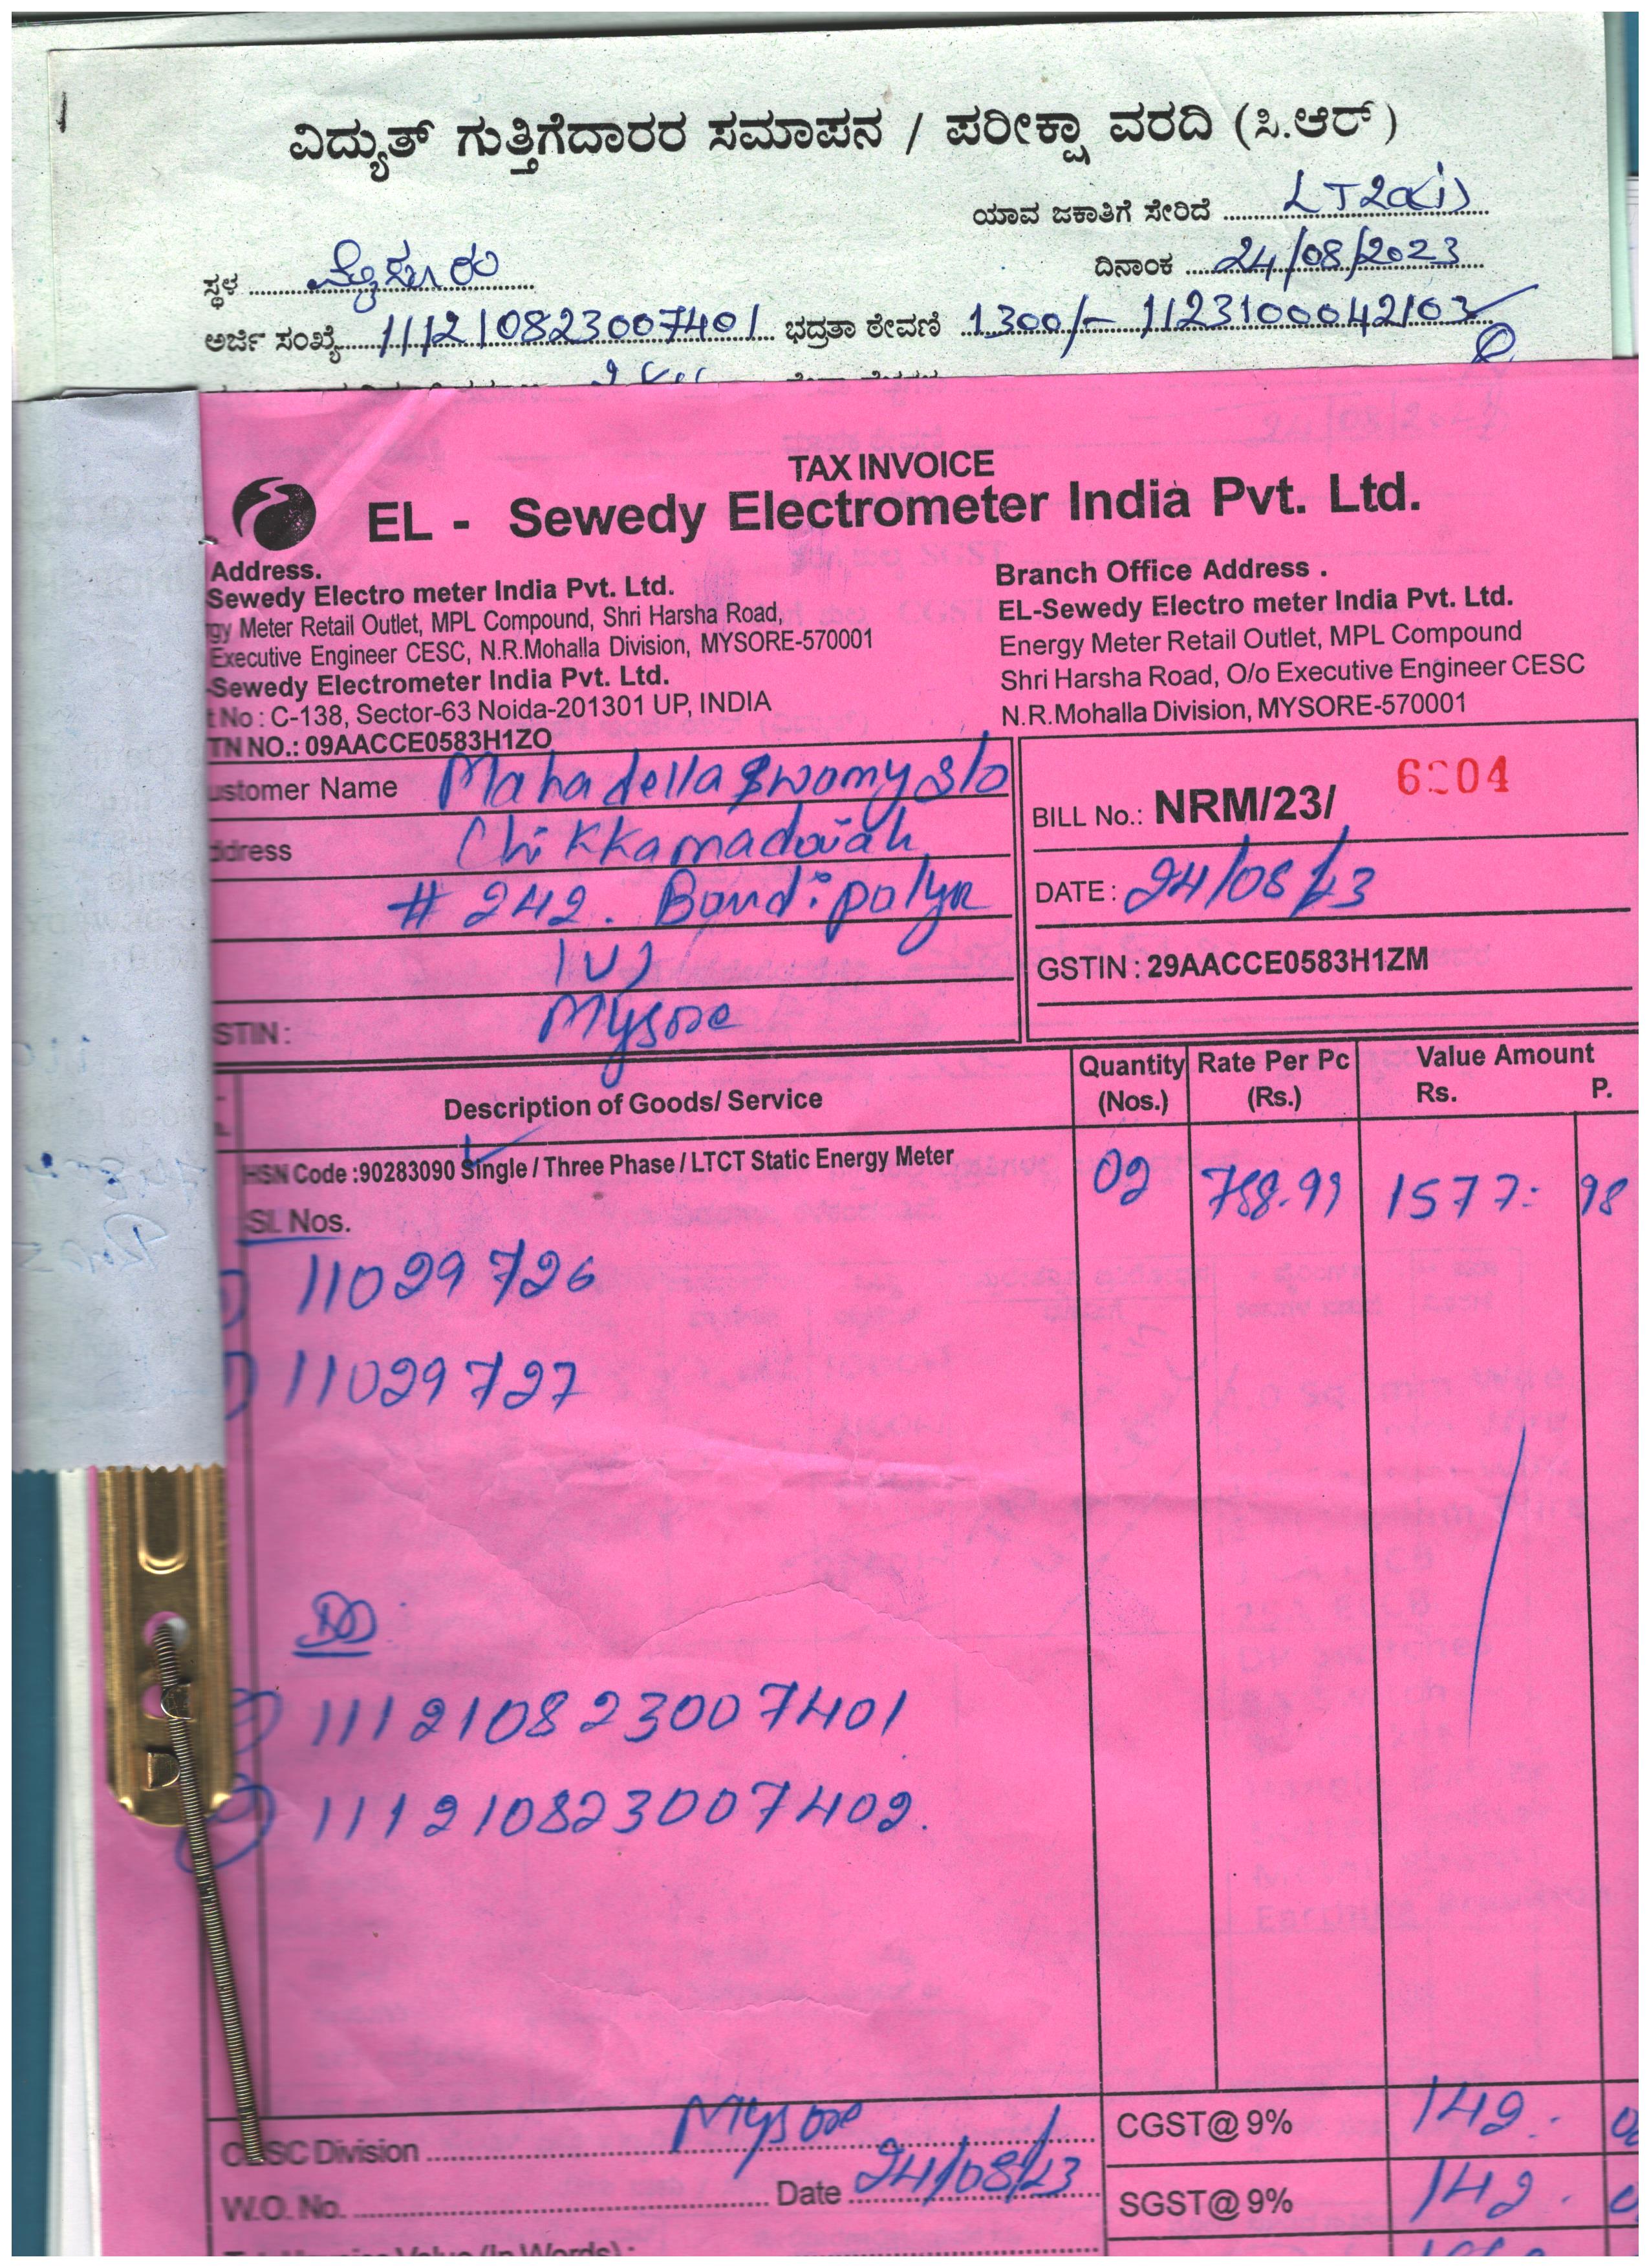 ವಿದ್ಯುತ್ ಗುತ್ತಿಗೆದಾರರ ಸಮಾಪನ / ಪರೀಕ್ಷಾ ವರದಿ (ಸಿ.ಆರ್)
ಯಾವ ಜಕಾತಿಗೆ ಸೇರಿದೆ
ಸ್ಥಳ ಮೈಸೂರು ದಿನಾಂಕ 24/08/2023
ಅರ್ಜಿ ಸಂಖ್ಯೆ 111210823007401 ಭದ್ರತಾ ಠೇವಣಿ 1300/- 1123100042103
TAX INVOICE
EL - Sewedy Electrometer India Pvt. Ltd.
Address.
Sewedy Electro meter India Pvt. Ltd.
gy Meter Retail Outlet, MPL Compound, Shri Harsha Road,
Executive Engineer CESC, N.R.Mohalla Division, MYSORE-570001
-Sewedy Electrometer India Pvt. Ltd.
t No : C-138, Sector-63 Noida-201301 UP, INDIA
TN NO.: 09AACCE0583H1ZO
Branch Office Address .
EL-Sewedy Electro meter India Pvt. Ltd.
Energy Meter Retail Outlet, MPL Compound
Shri Harsha Road, O/o Executive Engineer CESC
N.R.Mohalla Division, MYSORE-570001
ustomer Name Mahadella Swomy S/o
ddress Chikkamadaiah
# 242. Bandipalya
Mysore
STIN :
BILL No.: NRM/23/
DATE : 24/08/23
GSTIN : 29AACCE0583H1ZM
Description of Goods/ Service Quantity (Nos.) Rate Per Pc (Rs.) Value Amount Rs. P.
HSN Code :90283090 Single / Three Phase / LTCT Static Energy Meter 02 788.99 1577: 98
Sl. Nos.
11029726
11029727
111210823007401
111210823007402.
CESC Division Mysore CGST@ 9% 142.
W.O. No. Date 24/08/23 SGST@ 9% 142.